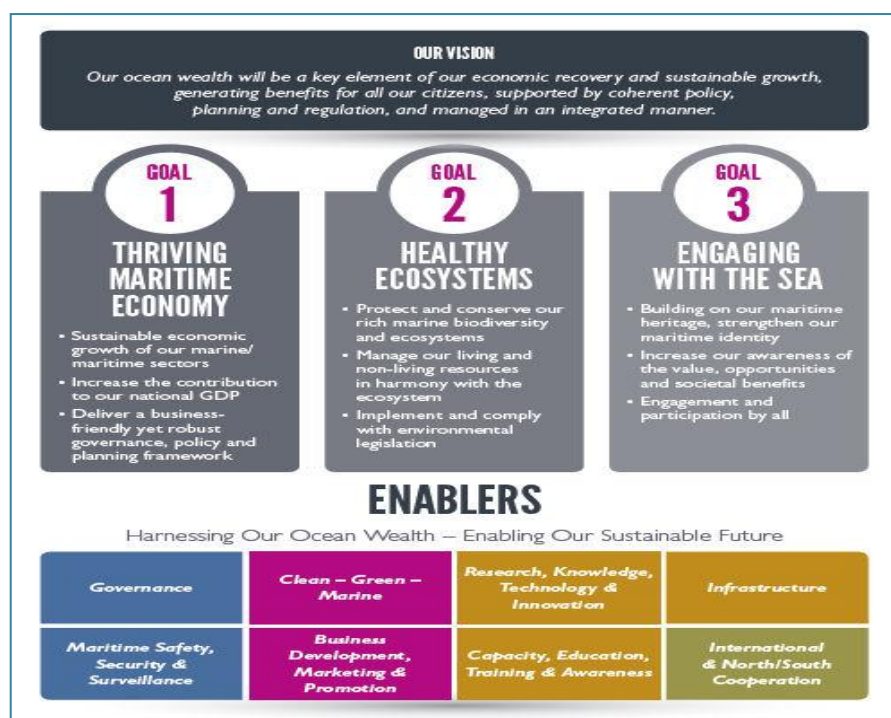 OUR VISION
Our ocean wealth will be a key element of our economic recovery and sustainable growth,
generating benefits for all our citizens, supported by coherent policy,
planning and regulation, and managed in an integrated manner.
GOAL
1
THRIVING
MARITIME
ECONOMY
• Sustainable economic
growth of our marine/
maritime sectors
• Increase the contribution
to our national GDP
• Deliver a business-
friendly yet robust
governance, policy and
planning framework
GOAL
2
HEALTHY
ECOSYSTEMS
• Protect and conserve our
rich marine biodiversity
and ecosystems
• Manage our living and
non-living resources
in harmony with the
ecosystem
• Implement and comply
with environmental
legislation
GOAL
3
ENGAGING
WITH THE SEA
• Building on our maritime
heritage, strengthen our
maritime identity
• Increase our awareness of
the value, opportunities
and societal benefits
• Engagement and
participation by all
ENABLERS
Harnessing Our Ocean Wealth – Enabling Our Sustainable Future
Governance
Clean – Green –
Marine
Research, Knowledge,
Technology &
Innovation
Infrastructure
Maritime Safety,
Security &
Surveillance
Business
Development,
Marketing &
Promotion
Capacity, Education,
Training & Awareness
International
& North/South
Cooperation